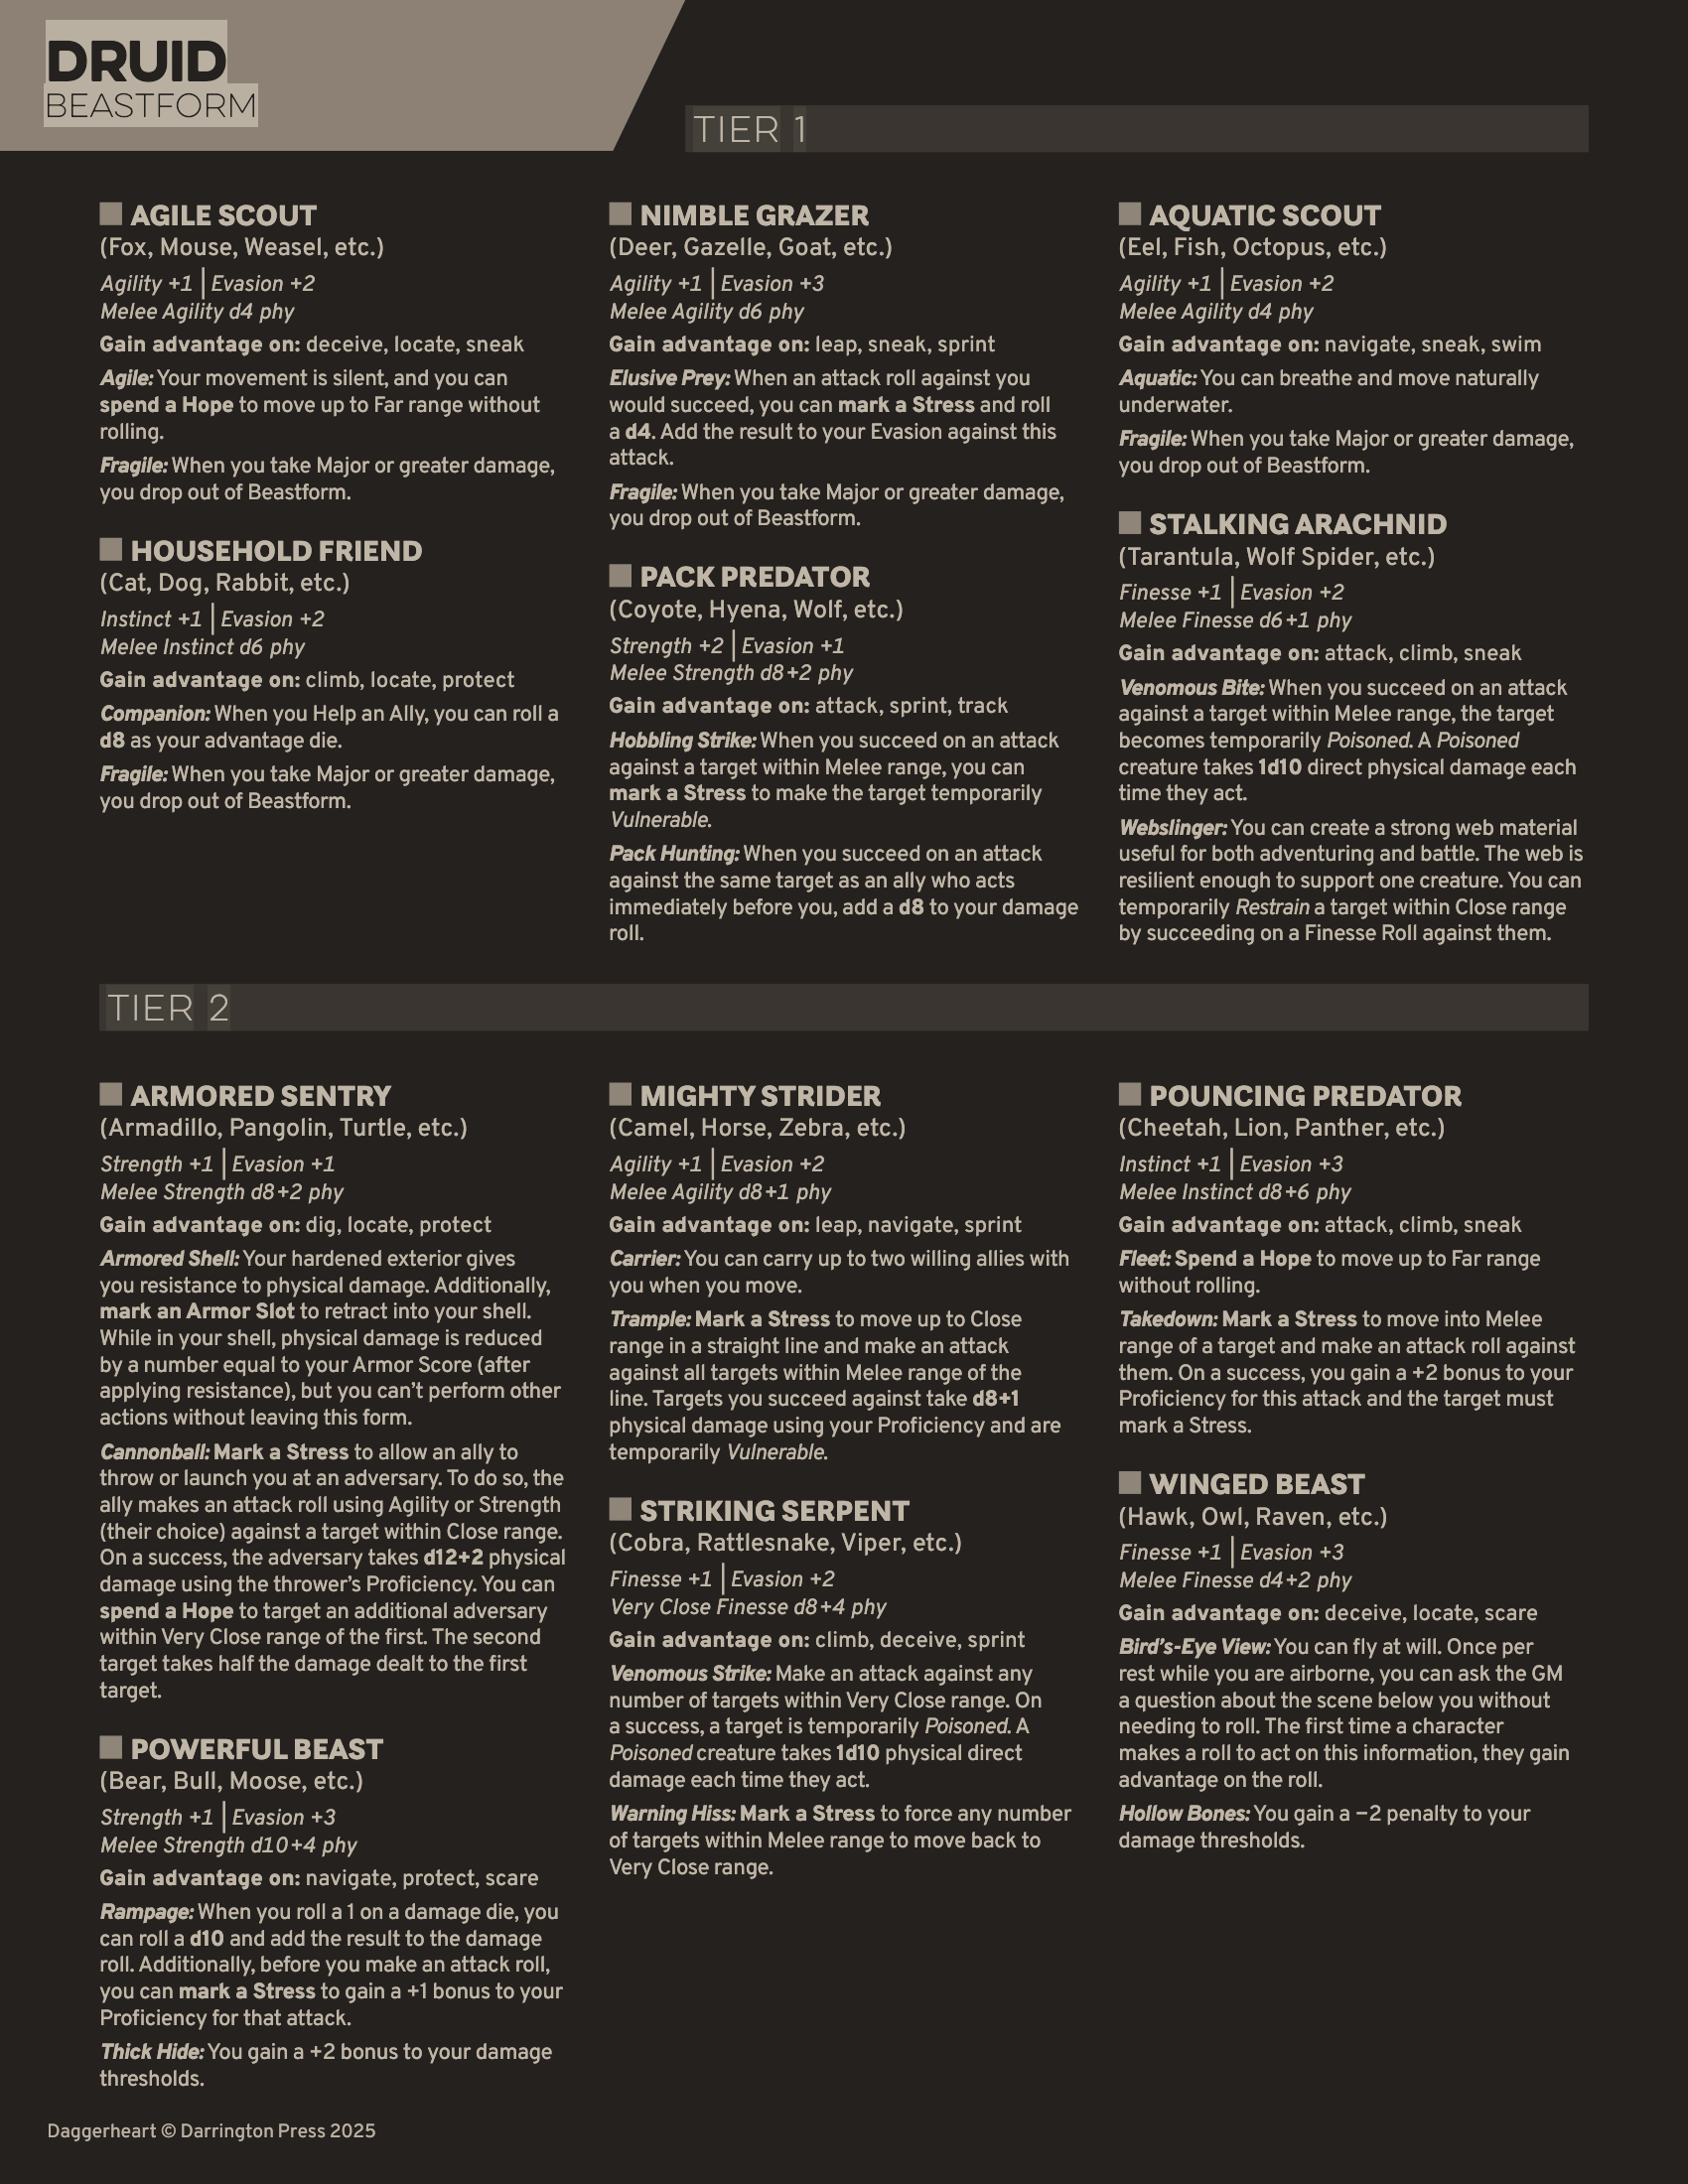 DRUID
BEASTFORM
TIER 1
AGILE SCOUT
(Fox, Mouse, Weasel, etc.)
Agility +1 | Evasion +2
Melee Agility d4 phy
Gain advantage on: deceive, locate, sneak
Agile: Your movement is silent, and you can
spend a Hope to move up to Far range without
rolling.
Fragile: When you take Major or greater damage,
you drop out of Beastform.
HOUSEHOLD FRIEND
(Cat, Dog, Rabbit, etc.)
Instinct +1 | Evasion +2
Melee Instinct d6 phy
Gain advantage on: climb, locate, protect
Companion: When you Help an Ally, you can roll a
d8 as your advantage die.
Fragile: When you take Major or greater damage,
you drop out of Beastform.
NIMBLE GRAZER
(Deer, Gazelle, Goat, etc.)
Agility +1 | Evasion +3
Melee Agility d6 phy
Gain advantage on: leap, sneak, sprint
Elusive Prey: When an attack roll against you
would succeed, you can mark a Stress and roll
a d4. Add the result to your Evasion against this
attack.
Fragile: When you take Major or greater damage,
you drop out of Beastform.
PACK PREDATOR
(Coyote, Hyena, Wolf, etc.)
Strength +2 | Evasion +1
Melee Strength d8+2 phy
Gain advantage on: attack, sprint, track
Hobbling Strike: When you succeed on an attack
against a target within Melee range, you can
mark a Stress to make the target temporarily
Vulnerable.
Pack Hunting: When you succeed on an attack
against the same target as an ally who acts
immediately before you, add a d8 to your damage
roll.
AQUATIC SCOUT
(Eel, Fish, Octopus, etc.)
Agility +1 | Evasion +2
Melee Agility d4 phy
Gain advantage on: navigate, sneak, swim
Aquatic: You can breathe and move naturally
underwater.
Fragile: When you take Major or greater damage,
you drop out of Beastform.
STALKING ARACHNID
(Tarantula, Wolf Spider, etc.)
Finesse +1 | Evasion +2
Melee Finesse d6+1 phy
Gain advantage on: attack, climb, sneak
Venomous Bite: When you succeed on an attack
against a target within Melee range, the target
becomes temporarily Poisoned. A Poisoned
creature takes 1d10 direct physical damage each
time they act.
Webslinger: You can create a strong web material
useful for both adventuring and battle. The web is
resilient enough to support one creature. You can
temporarily Restrain a target within Close range
by succeeding on a Finesse Roll against them.
TIER 2
ARMORED SENTRY
(Armadillo, Pangolin, Turtle, etc.)
Strength +1 | Evasion +1
Melee Strength d8+2 phy
Gain advantage on: dig, locate, protect
Armored Shell: Your hardened exterior gives
you resistance to physical damage. Additionally,
mark an Armor Slot to retract into your shell.
While in your shell, physical damage is reduced
by a number equal to your Armor Score (after
applying resistance), but you can’t perform other
actions without leaving this form.
Cannonball: Mark a Stress to allow an ally to
throw or launch you at an adversary. To do so, the
ally makes an attack roll using Agility or Strength
(their choice) against a target within Close range.
On a success, the adversary takes d12+2 physical
damage using the thrower’s Proficiency. You can
spend a Hope to target an additional adversary
within Very Close range of the first. The second
target takes half the damage dealt to the first
target.
POWERFUL BEAST
(Bear, Bull, Moose, etc.)
Strength +1 | Evasion +3
Melee Strength d10+4 phy
Gain advantage on: navigate, protect, scare
Rampage: When you roll a 1 on a damage die, you
can roll a d10 and add the result to the damage
roll. Additionally, before you make an attack roll,
you can mark a Stress to gain a +1 bonus to your
Proficiency for that attack.
Thick Hide: You gain a +2 bonus to your damage
thresholds.
MIGHTY STRIDER
(Camel, Horse, Zebra, etc.)
Agility +1 | Evasion +2
Melee Agility d8+1 phy
Gain advantage on: leap, navigate, sprint
Carrier: You can carry up to two willing allies with
you when you move.
Trample: Mark a Stress to move up to Close
range in a straight line and make an attack
against all targets within Melee range of the
line. Targets you succeed against take d8+1
physical damage using your Proficiency and are
temporarily Vulnerable.
STRIKING SERPENT
(Cobra, Rattlesnake, Viper, etc.)
Finesse +1 | Evasion +2
Very Close Finesse d8+4 phy
Gain advantage on: climb, deceive, sprint
Venomous Strike: Make an attack against any
number of targets within Very Close range. On
a success, a target is temporarily Poisoned. A
Poisoned creature takes 1d10 physical direct
damage each time they act.
Warning Hiss: Mark a Stress to force any number
of targets within Melee range to move back to
Very Close range.
POUNCING PREDATOR
(Cheetah, Lion, Panther, etc.)
Instinct +1 | Evasion +3
Melee Instinct d8+6 phy
Gain advantage on: attack, climb, sneak
Fleet: Spend a Hope to move up to Far range
without rolling.
Takedown: Mark a Stress to move into Melee
range of a target and make an attack roll against
them. On a success, you gain a +2 bonus to your
Proficiency for this attack and the target must
mark a Stress.
WINGED BEAST
(Hawk, Owl, Raven, etc.)
Finesse +1 | Evasion +3
Melee Finesse d4+2 phy
Gain advantage on: deceive, locate, scare
Bird’s-Eye View: You can fly at will. Once per
rest while you are airborne, you can ask the GM
a question about the scene below you without
needing to roll. The first time a character
makes a roll to act on this information, they gain
advantage on the roll.
Hollow Bones: You gain a −2 penalty to your
damage thresholds.
Daggerheart © Darrington Press 2025